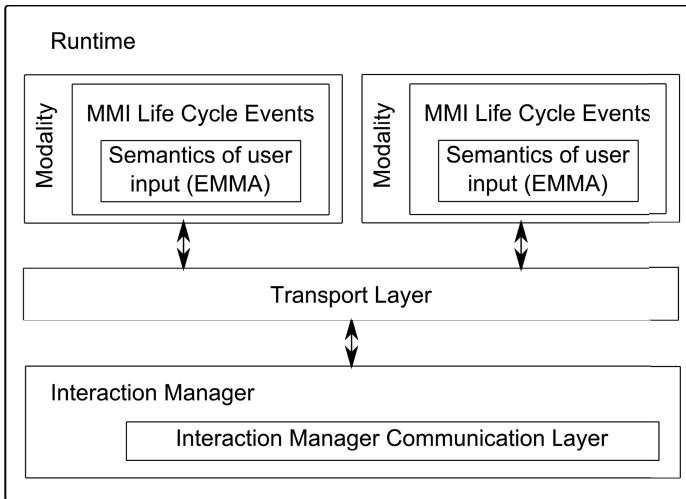 Runtime
Modality
MMI Life Cycle Events
Semantics of user
input (EMMA)
Modality
MMI Life Cycle Events
Semantics of user
input (EMMA)
Transport Layer
Interaction Manager
Interaction Manager Communication Layer